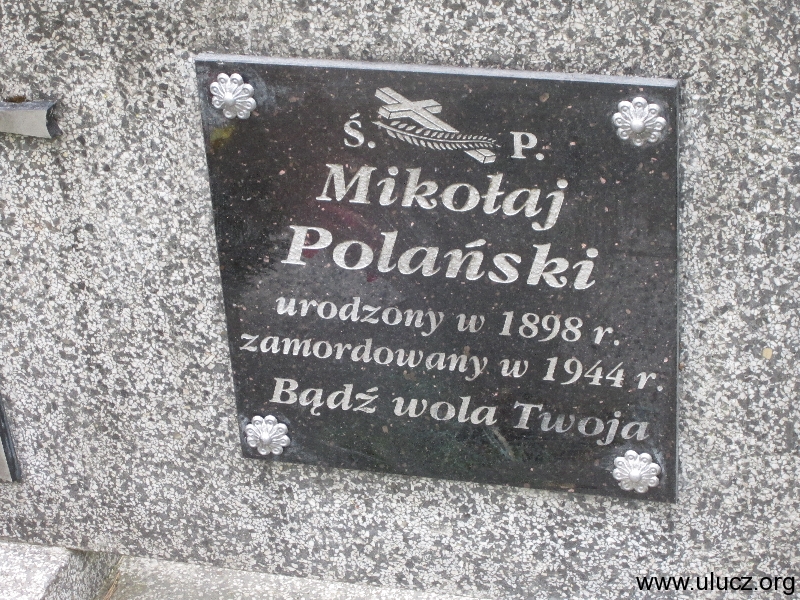 Ś. P.
Mikołaj
Polański
urodzony w 1898 r.
zamordowany w 1944 r.
Bądź wola Twoja
www.ulucz.org